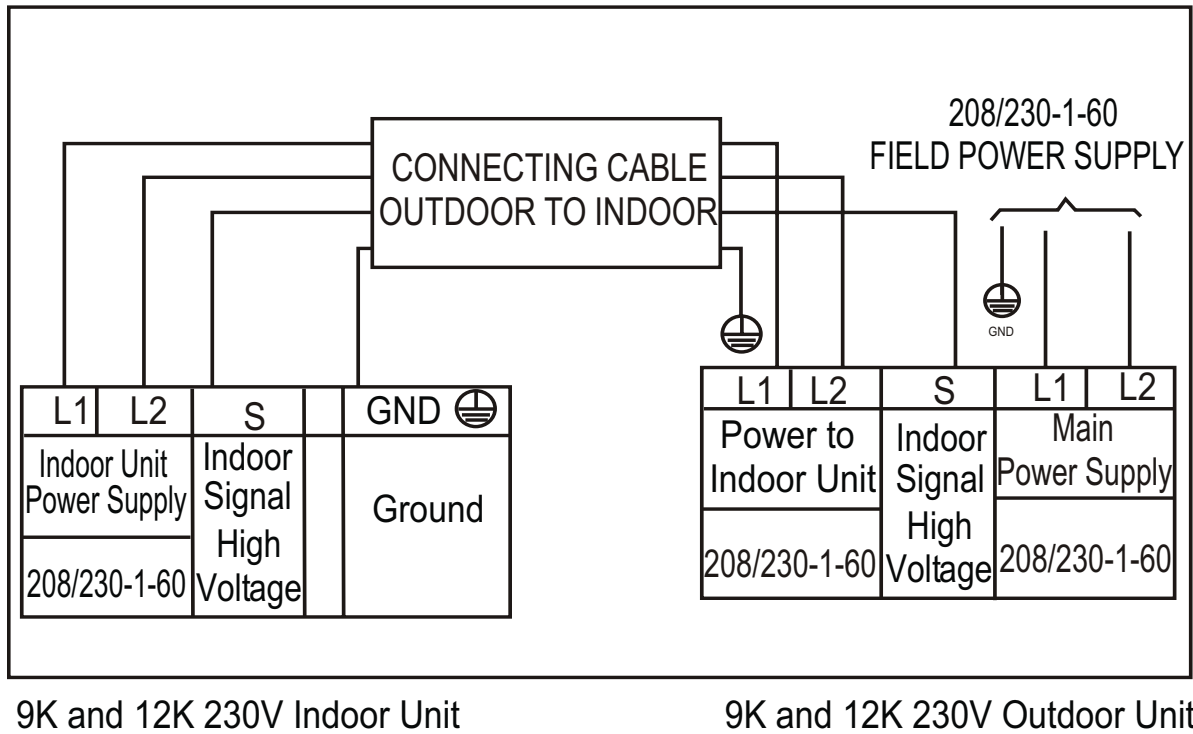 208/230-1-60
FIELD POWER SUPPLY
CONNECTING CABLE
OUTDOOR TO INDOOR
GND
L1 L2 S GND
Indoor Unit
Power Supply
208/230-1-60
Indoor
Signal
High
Voltage
Ground
L1 L2 S L1 L2
Power to
Indoor Unit
208/230-1-60
Indoor
Signal
High
Voltage
Main
Power Supply
208/230-1-60
9K and 12K 230V Indoor Unit
9K and 12K 230V Outdoor Unit